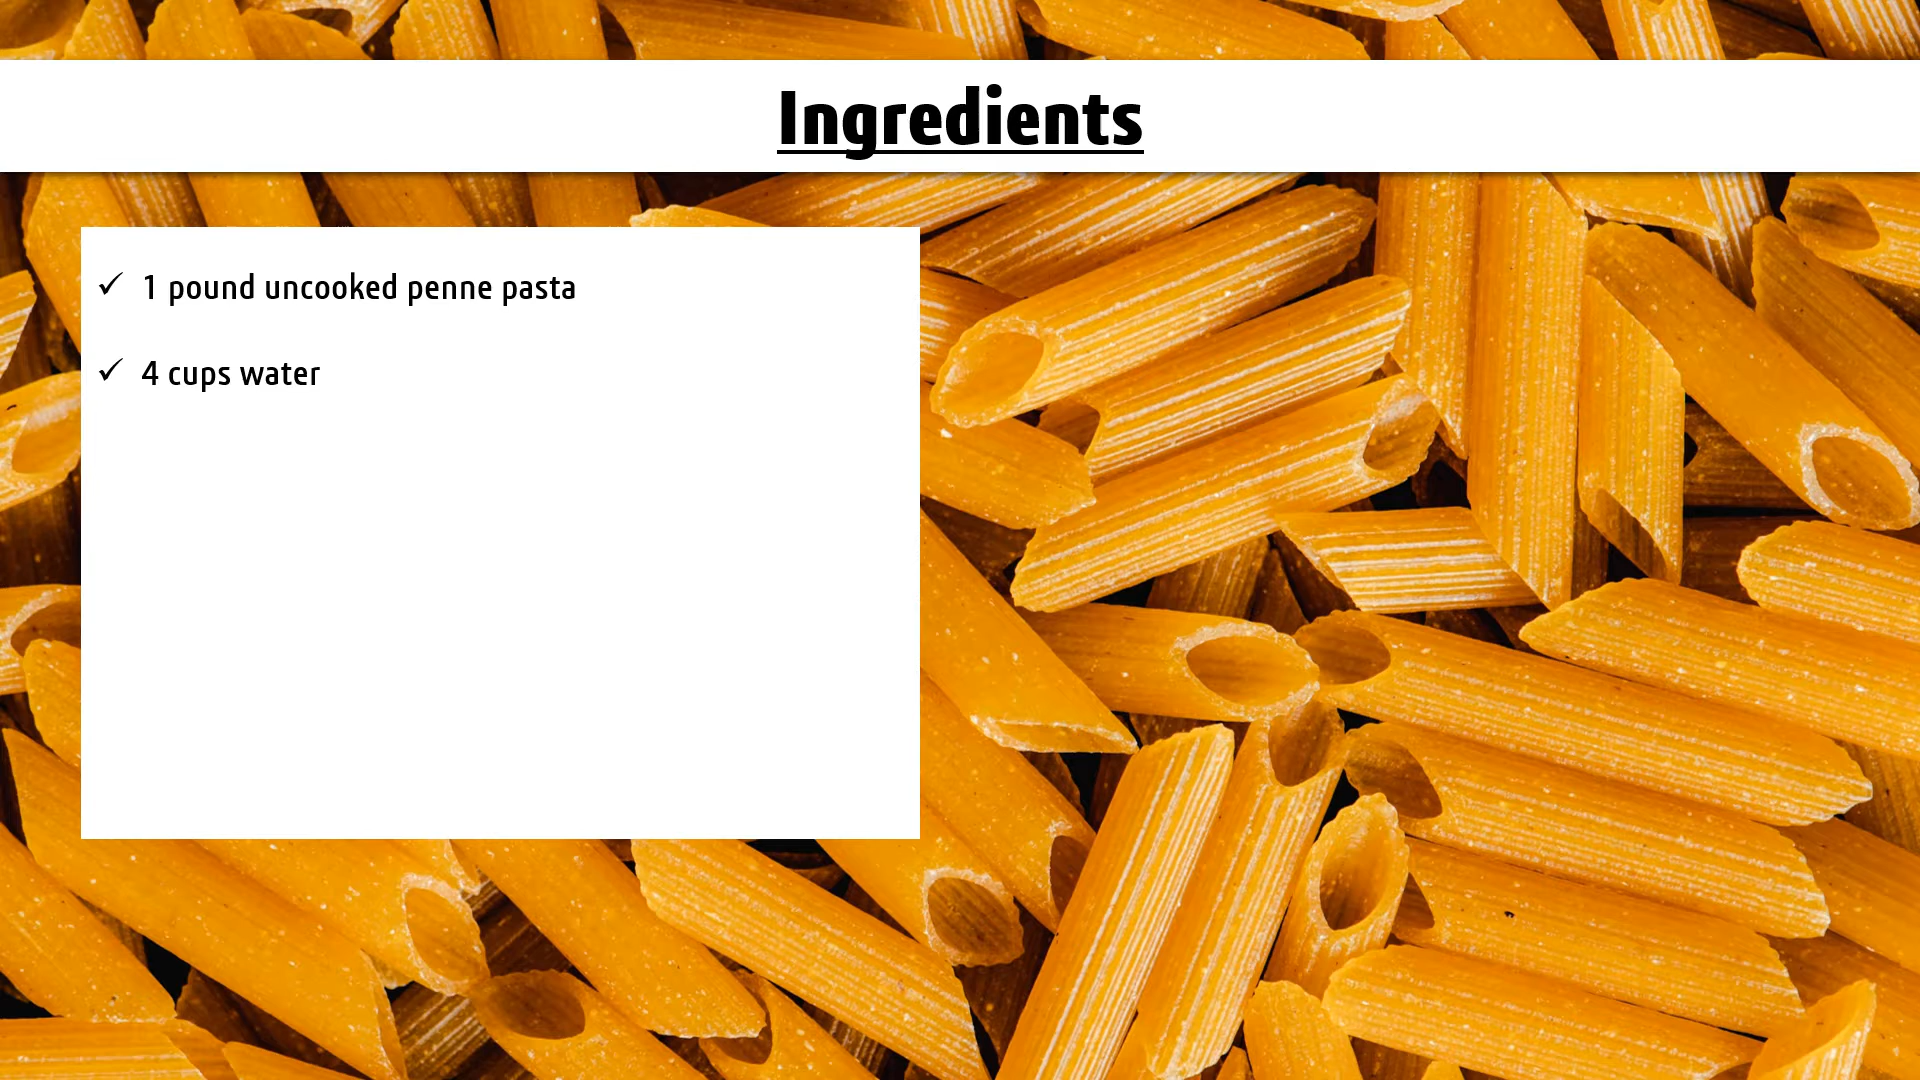 Ingredients
✓ 1 pound uncooked penne pasta
✓ 4 cups water